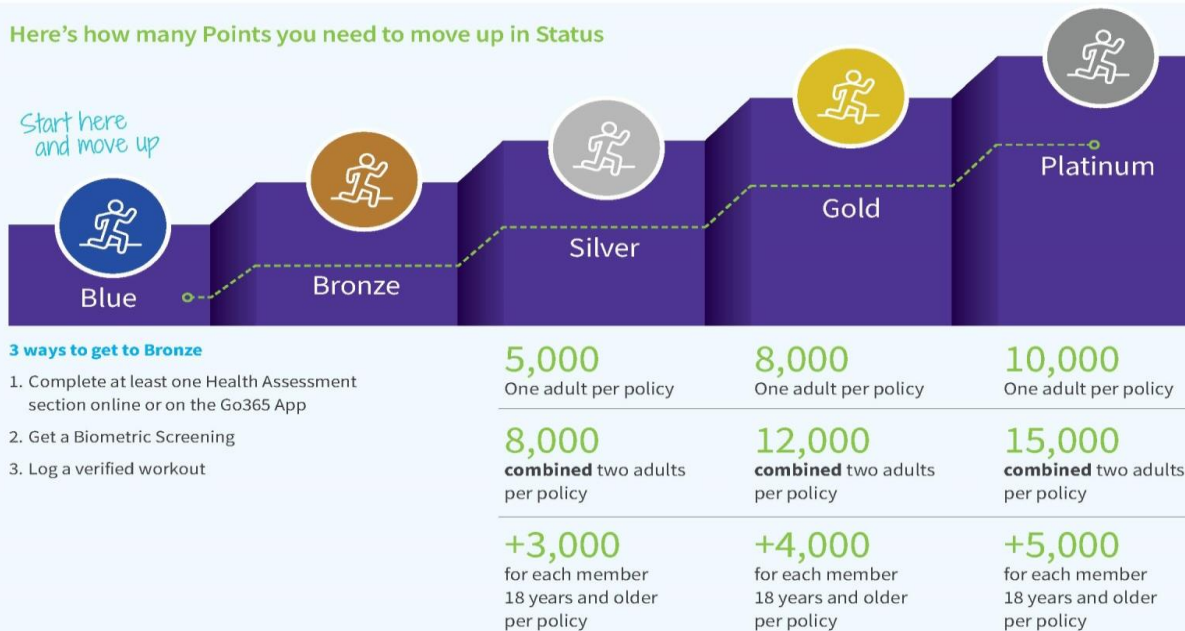 Here’s how many Points you need to move up in Status
Start here
and move up
Blue
Bronze
Silver
Gold
Platinum
3 ways to get to Bronze
1. Complete at least one Health Assessment
section online or on the Go365 App
2. Get a Biometric Screening
3. Log a verified workout
5,000
One adult per policy
8,000
combined two adults
per policy
+3,000
for each member
18 years and older
per policy
8,000
One adult per policy
12,000
combined two adults
per policy
+4,000
for each member
18 years and older
per policy
10,000
One adult per policy
15,000
combined two adults
per policy
+5,000
for each member
18 years and older
per policy